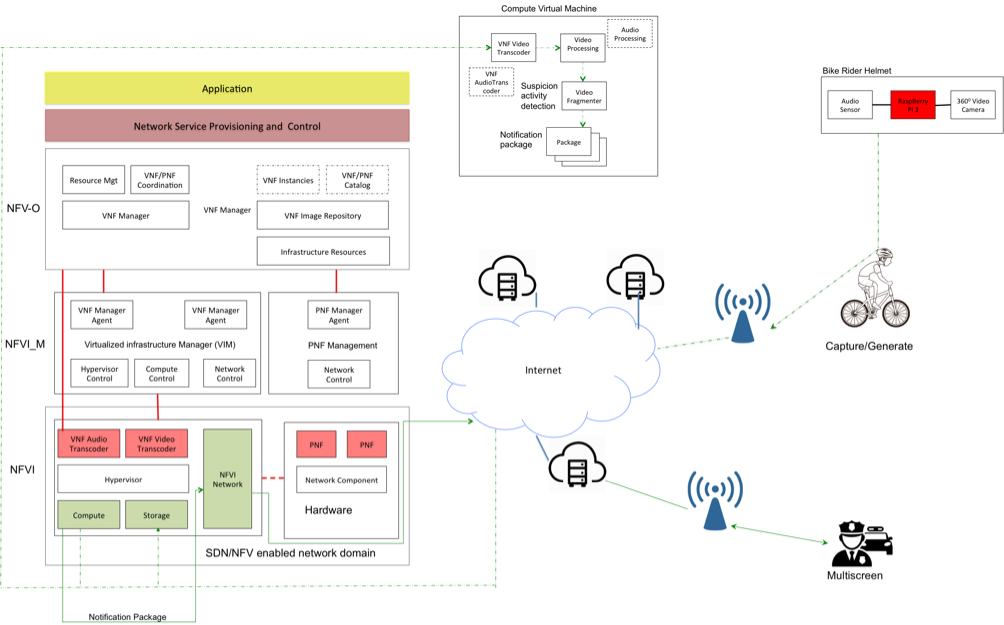 Compute Virtual Machine
VNF Video
Transcoder
Video
Processing
Audio
Processing
VNF
AudioTrans
coder
Suspicion
activity
detection
Video
Fragmenter
Notification
package
Package
Bike Rider Helmet
Audio
Sensor
RaspBerry
PI.3
360⁰ Video
Camera
Application
Network Service Provisioning and Control
NFV-O
Resource Mgt
VNF/PNF
Coordination
VNF Manager
VNF Manager
VNF Instancies
VNF/PNF
Catalog
VNF Image Repository
Infrastructure Resources
NFVI_M
VNF Manager
Agent
VNF Manager
Agent
Virtualized infrastructure Manager (VIM)
Hypervisor
Control
Compute
Control
Network
Control
PNF Manager
Agent
PNF Management
Network
Control
NFVI
VNF Audio
Transcoder
VNF Video
Transcoder
Hypervisor
Compute
Storage
NFVI
Network
PNF
PNF
Network Component
Hardware
SDN/NFV enabled network domain
Notification Package
Internet
Capture/Generate
Multiscreen